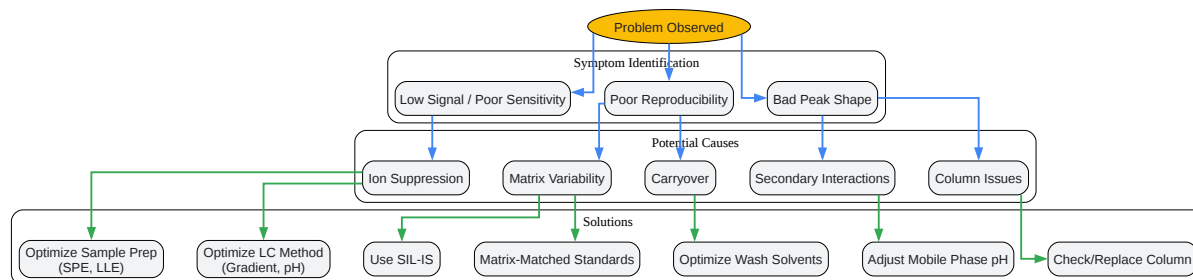 Problem Observed
Symptom Identification
Low Signal / Poor Sensitivity
Poor Reproducibility
Bad Peak Shape
Potential Causes
Ion Suppression
Matrix Variability
Carryover
Secondary Interactions
Column Issues
Solutions
Optimize Sample Prep
(SPE, LLE)
Optimize LC Method
(Gradient, pH)
Use SIL-IS
Matrix-Matched Standards
Optimize Wash Solvents
Adjust Mobile Phase pH
Check/Replace Column